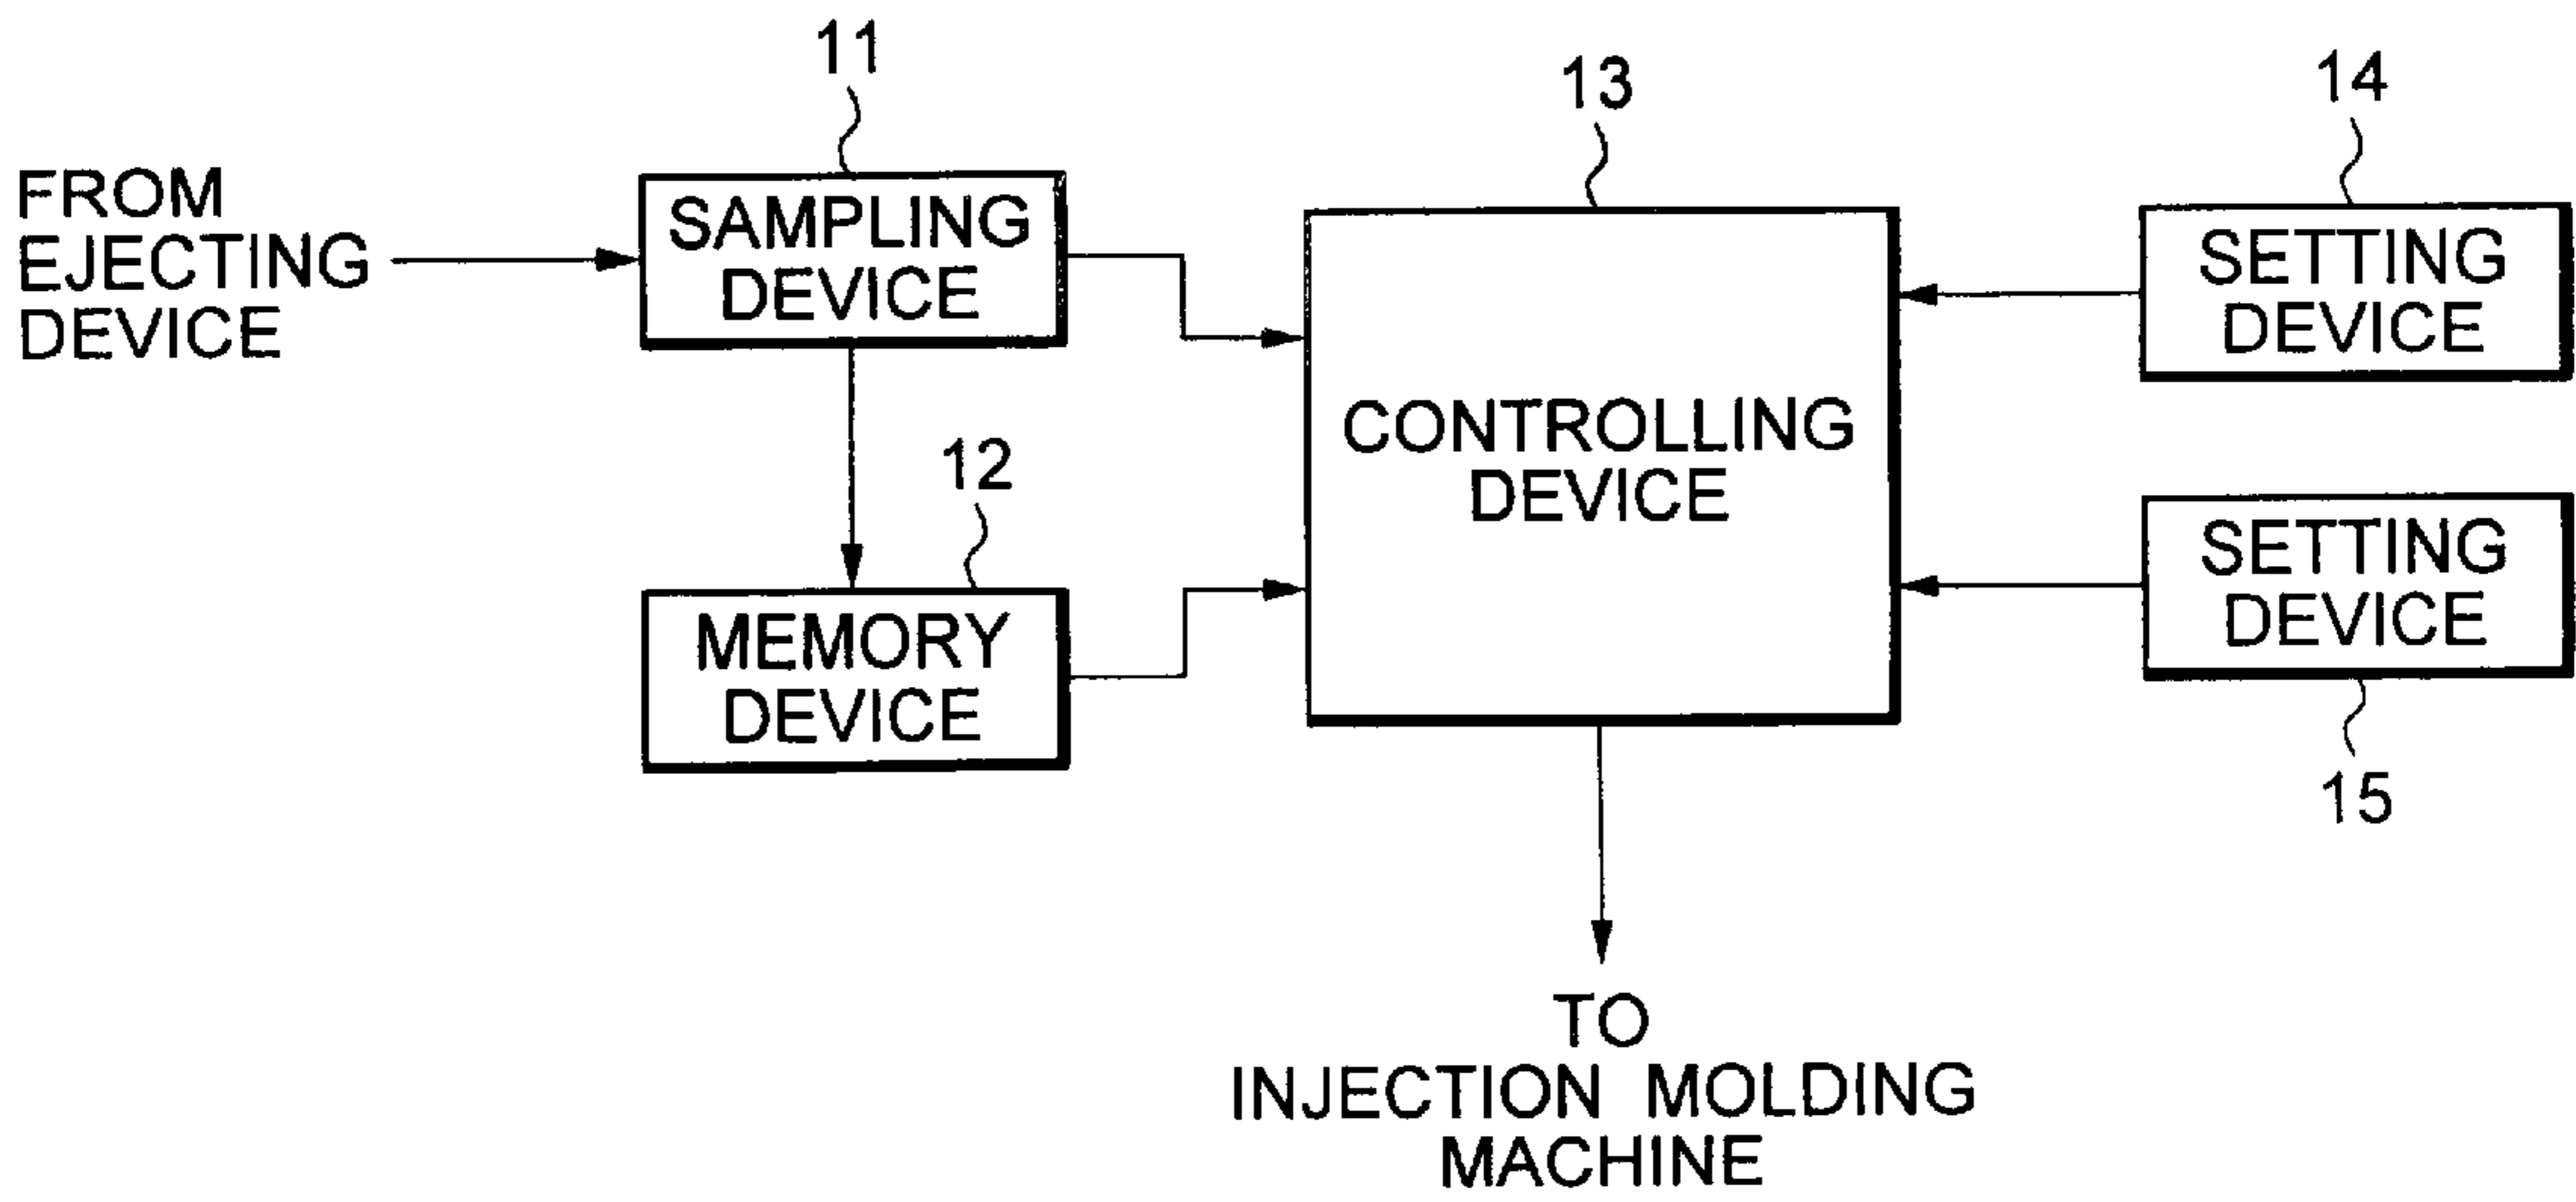 11
13
14
FROM
EJECTING
DEVICE
SAMPLING
DEVICE
SETTING
DEVICE
CONTROLLING
DEVICE
12
MEMORY
DEVICE
SETTING
DEVICE
15
TO
INJECTION MOLDING
MACHINE